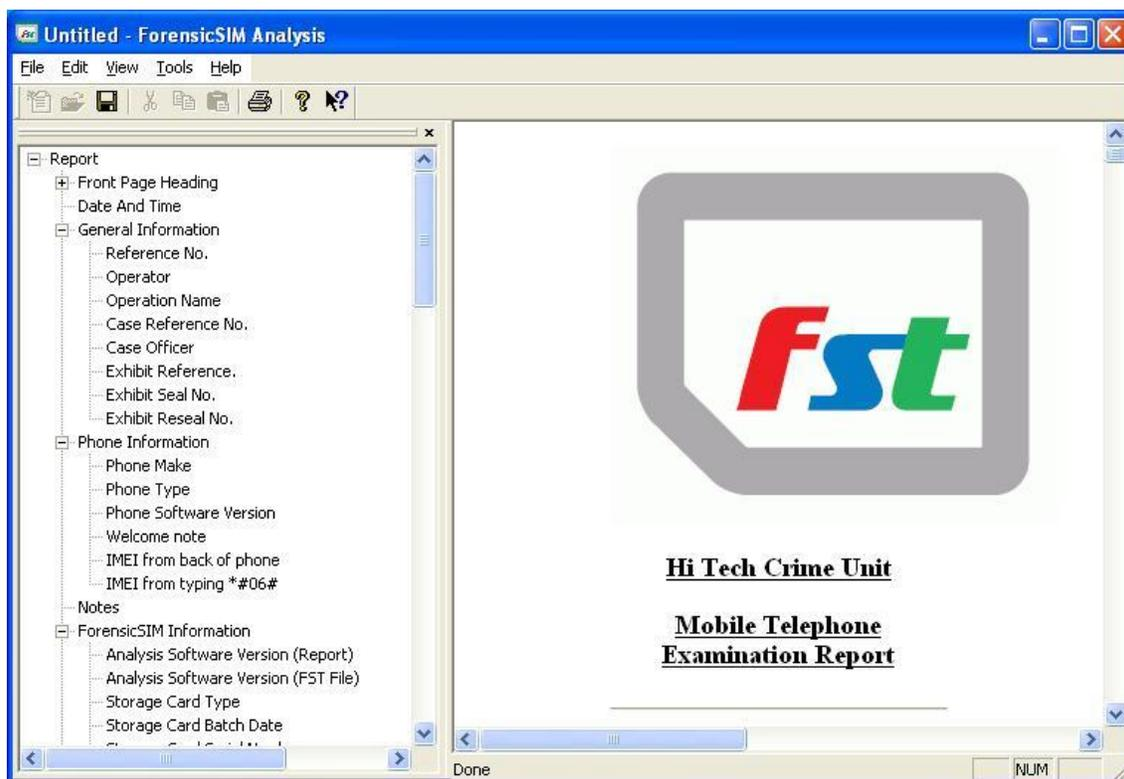 Untitled - ForensicSIM Analysis
File Edit View Tools Help
Report
Front Page Heading
Date And Time
General Information
Reference No.
Operator
Operation Name
Case Reference No.
Case Officer
Exhibit Reference.
Exhibit Seal No.
Exhibit Reseal No.
Phone Information
Phone Make
Phone Type
Phone Software Version
Welcome note
IMEI from back of phone
IMEI from typing *#06#
Notes
ForensicSIM Information
Analysis Software Version (Report)
Analysis Software Version (FST File)
Storage Card Type
Storage Card Batch Date
fst
Hi Tech Crime Unit
Mobile Telephone
Examination Report
Done
NUM